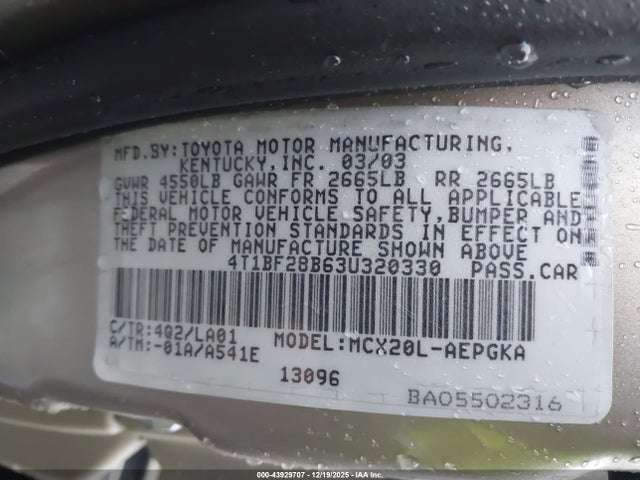 MFD.BY:TOYOTA MOTOR MANUFACTURING,
KENTUCKY,INC. 03/03
GVWR 4550LB GAWR FR 2665LB RR 2665LB
THIS VEHICLE CONFORMS TO ALL APPLICABLE
FEDERAL MOTOR VEHICLE SAFETY,BUMPER AND
THEFT PREVENTION STANDARDS IN EFFECT ON
THE DATE OF MANUFACTURE SHOWN ABOVE
4T1BF28B63U320330 PASS.CAR
C/TR:4Q2/LA01 MODEL:MCX20L-AEPGKA
A/TM:-01A/A541E
13096
BA05502316
000-43929707 - 12/19/2025 - IAA Inc.